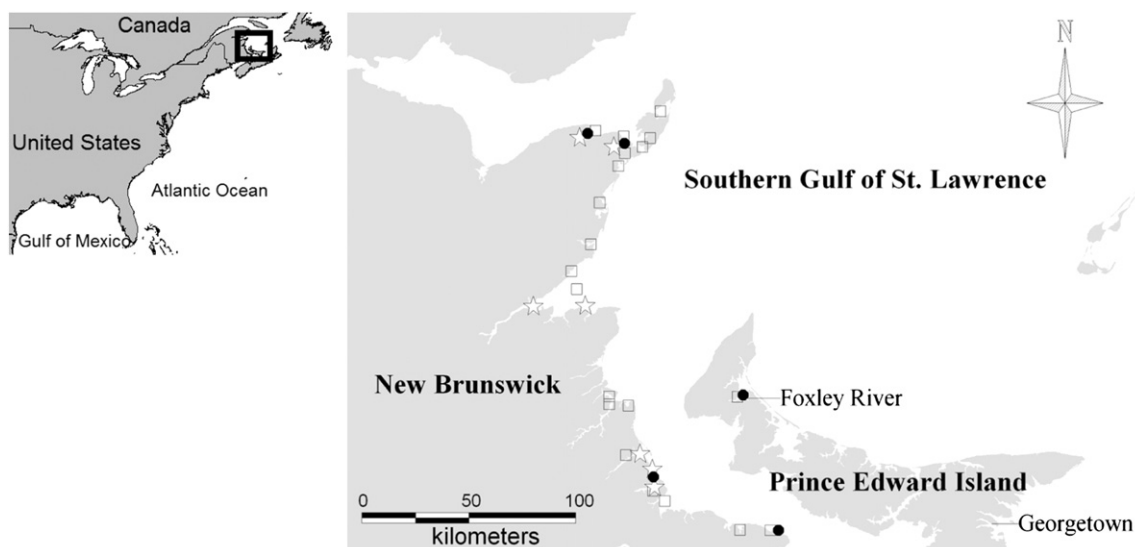 Canada
United States
Atlantic Ocean
Gulf of Mexico
N
Southern Gulf of St. Lawrence
New Brunswick
Foxley River
Prince Edward Island
Georgetown
0 50 100
kilometers